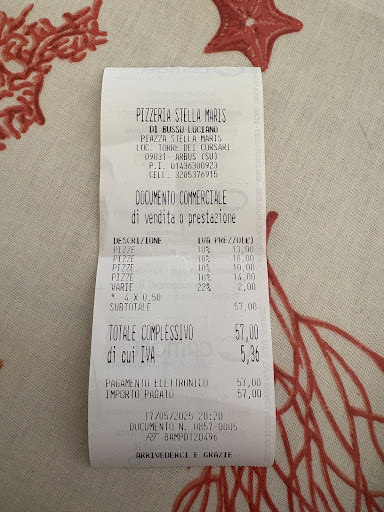 PIZZERIA STELLA MARIS
DI BUSSU LUCIANO
PIAZZA STELLA MARIS
LOC. TORRE DEI CORSARI
09031- ARBUS (SU)
P.I. 01436300923
CELL. 3285376915
DOCUMENTO COMMERCIALE
di vendita o prestazione
DESCRIZIONE IVA PREZZO(€)
PIZZE 10% 13,00
PIZZE 10% 18,00
PIZZE 10% 10,00
PIZZE 10% 14,00
VARIE 22% 2,00
* 4 X 0,50
SUBTOTALE 57,00
TOTALE COMPLESSIVO 57,00
di cui IVA 5,36
PAGAMENTO ELETTRONICO 57,00
IMPORTO PAGATO 57,00
17/05/2025 20:20
DOCUMENTO N. 0857-0005
RT 8AMPD120496
ARRIVEDERCI E GRAZIE